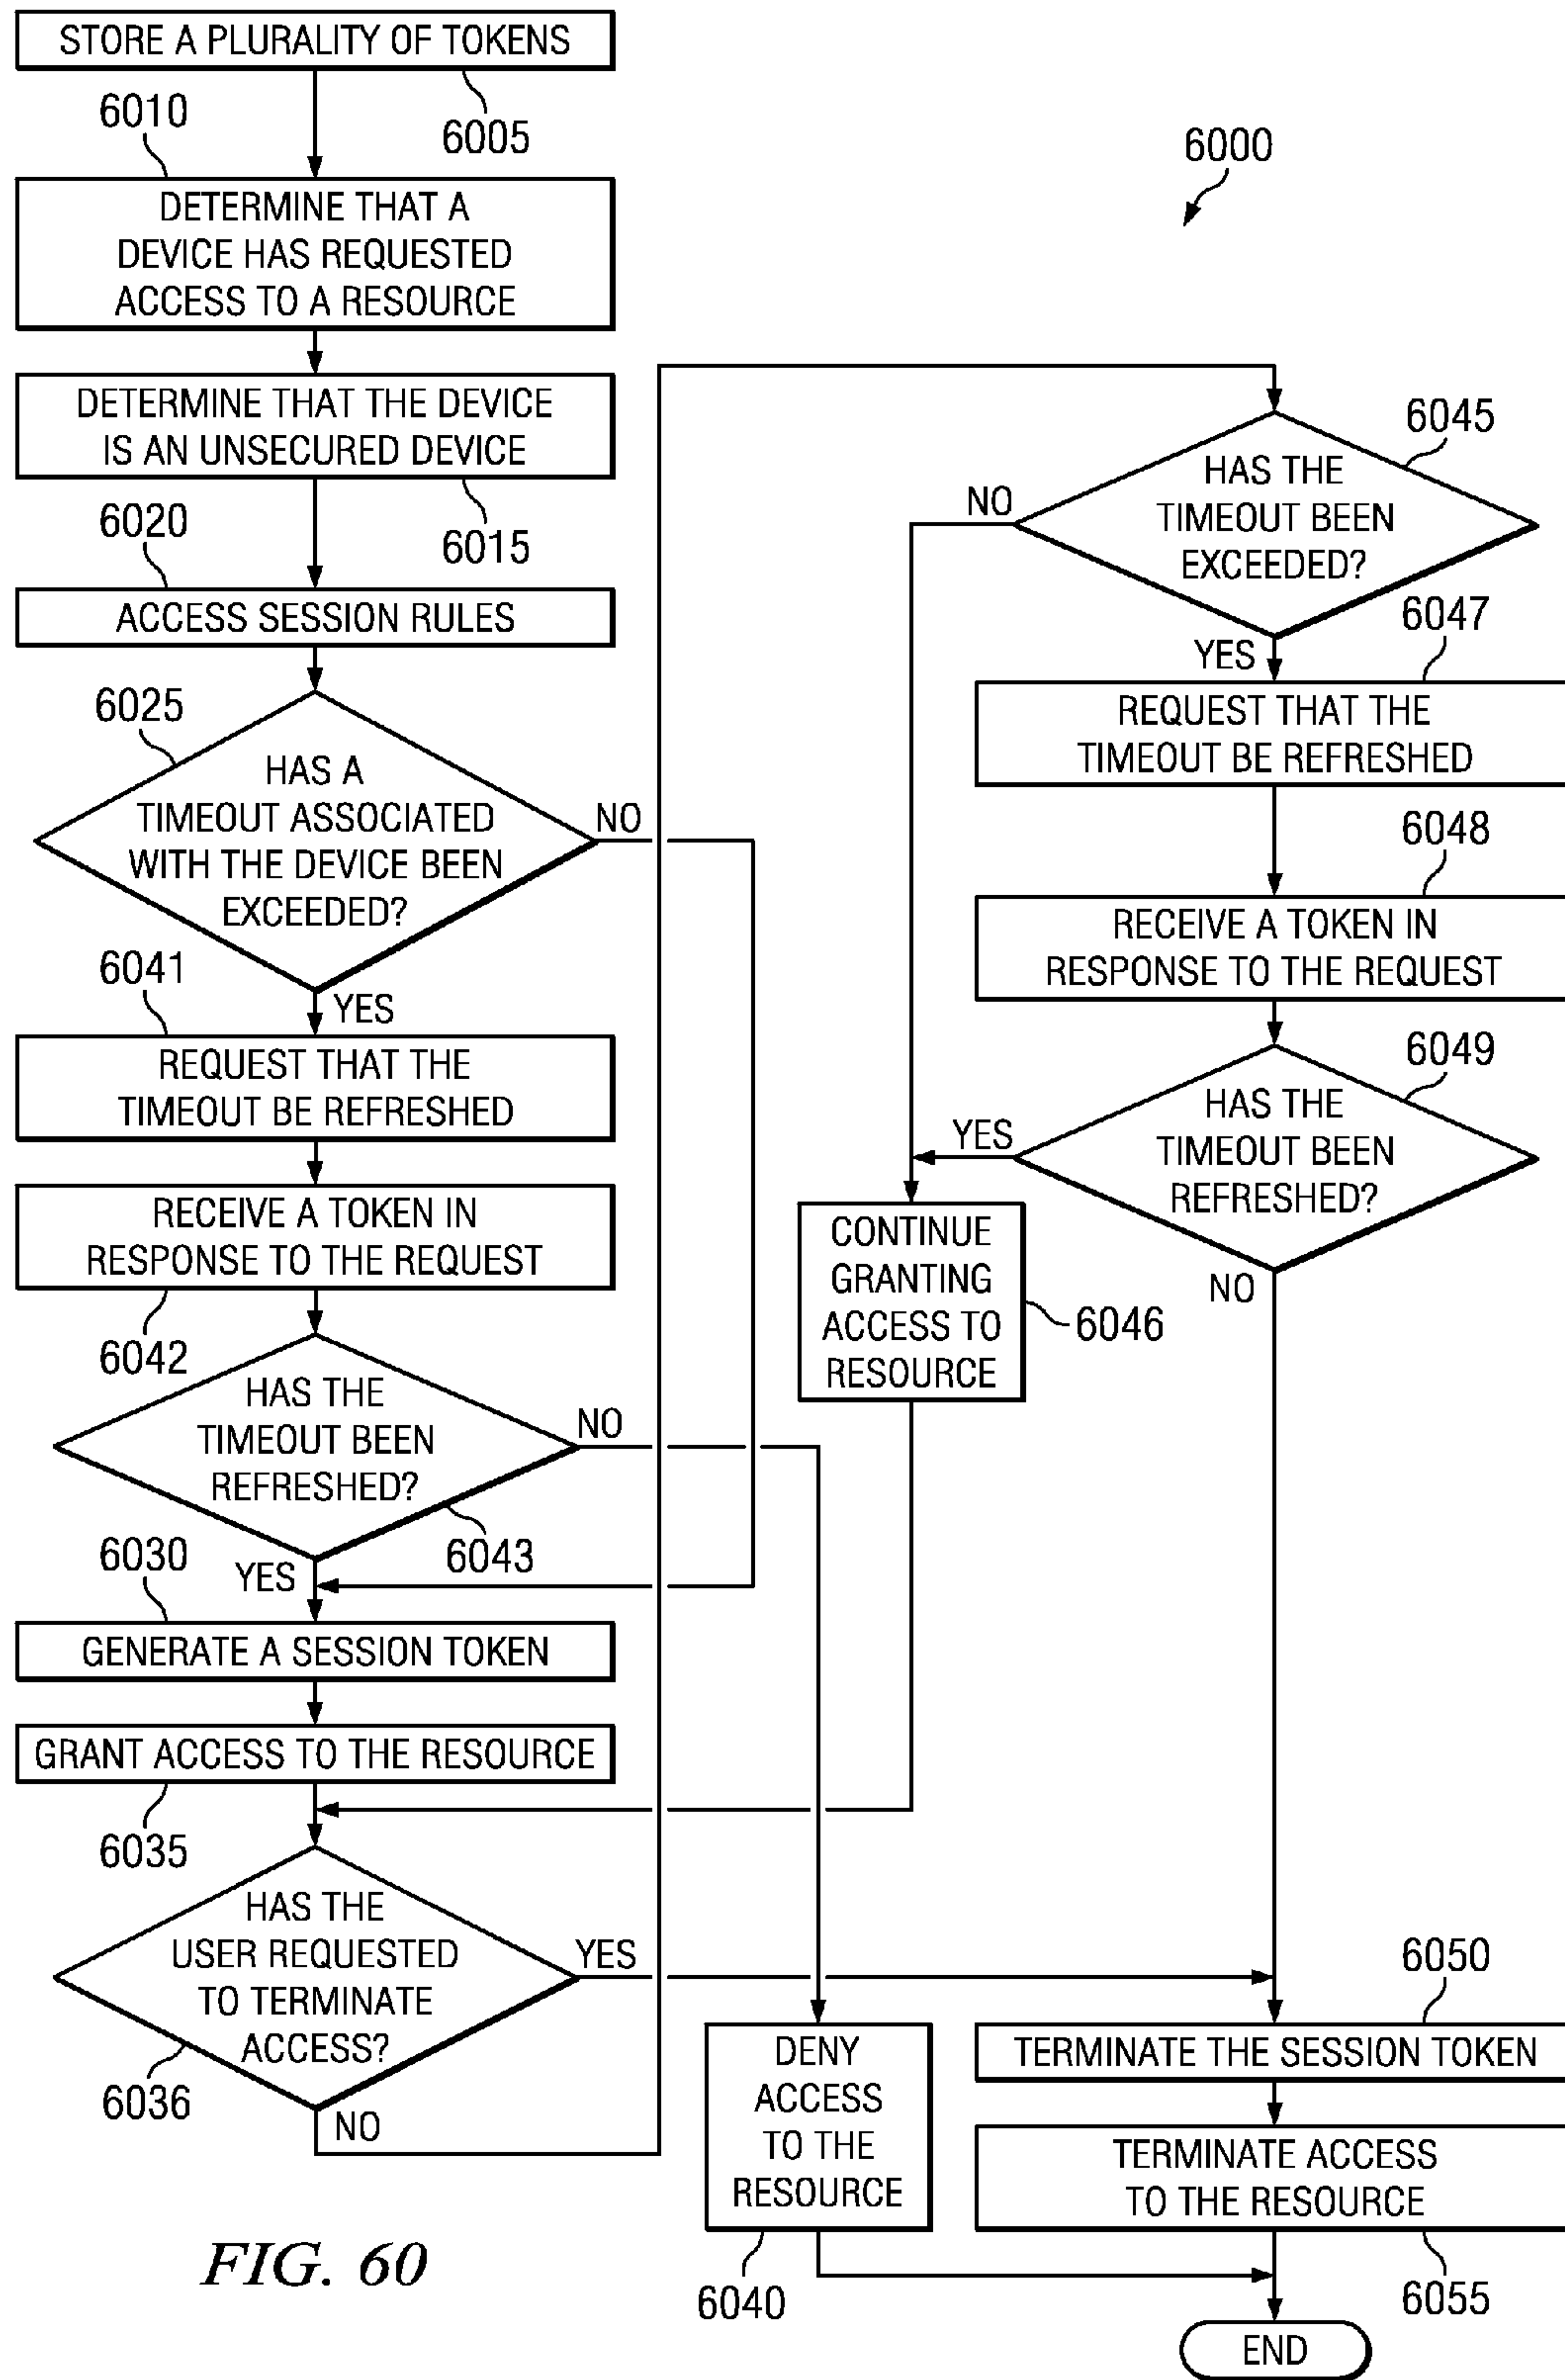 STORE A PLURALITY OF TOKENS
6005
6010
DETERMINE THAT A
DEVICE HAS REQUESTED
ACCESS TO A RESOURCE
DETERMINE THAT THE DEVICE
IS AN UNSECURED DEVICE
6015
6020
ACCESS SESSION RULES
6025
HAS A
TIMEOUT ASSOCIATED
WITH THE DEVICE BEEN
EXCEEDED?
NO
YES
6041
REQUEST THAT THE
TIMEOUT BE REFRESHED
RECEIVE A TOKEN IN
RESPONSE TO THE REQUEST
6042
HAS THE
TIMEOUT BEEN
REFRESHED?
NO
6043
YES
6030
GENERATE A SESSION TOKEN
GRANT ACCESS TO THE RESOURCE
6035
HAS THE
USER REQUESTED
TO TERMINATE
ACCESS?
YES
6036
NO
6000
6045
HAS THE
TIMEOUT BEEN
EXCEEDED?
NO
YES
6047
REQUEST THAT THE
TIMEOUT BE REFRESHED
6048
RECEIVE A TOKEN IN
RESPONSE TO THE REQUEST
6049
HAS THE
TIMEOUT BEEN
REFRESHED?
YES
NO
CONTINUE
GRANTING
ACCESS TO
RESOURCE
6046
DENY
ACCESS
TO THE
RESOURCE
6040
6050
TERMINATE THE SESSION TOKEN
TERMINATE ACCESS
TO THE RESOURCE
6055
END
FIG. 60